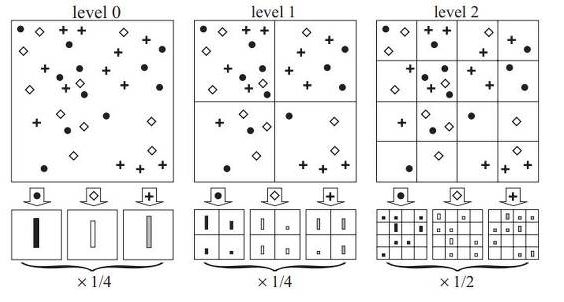 level 0 level 1 level 2
× 1/4 × 1/4 × 1/2